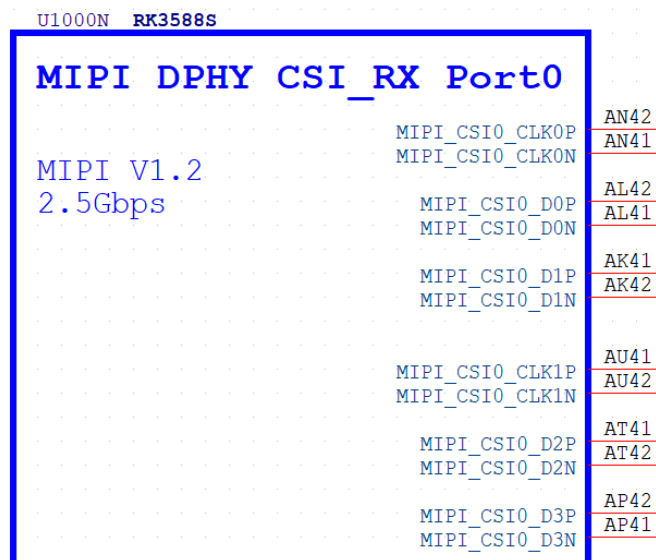 U1000N RK3588S
MIPI DPHY CSI_RX Port0
MIPI V1.2
2.5Gbps
MIPI_CSI0_CLK0P AN42
MIPI_CSI0_CLK0N AN41
MIPI_CSI0_D0P AL42
MIPI_CSI0_D0N AL41
MIPI_CSI0_D1P AK41
MIPI_CSI0_D1N AK42
MIPI_CSI0_CLK1P AU41
MIPI_CSI0_CLK1N AU42
MIPI_CSI0_D2P AT41
MIPI_CSI0_D2N AT42
MIPI_CSI0_D3P AP42
MIPI_CSI0_D3N AP41